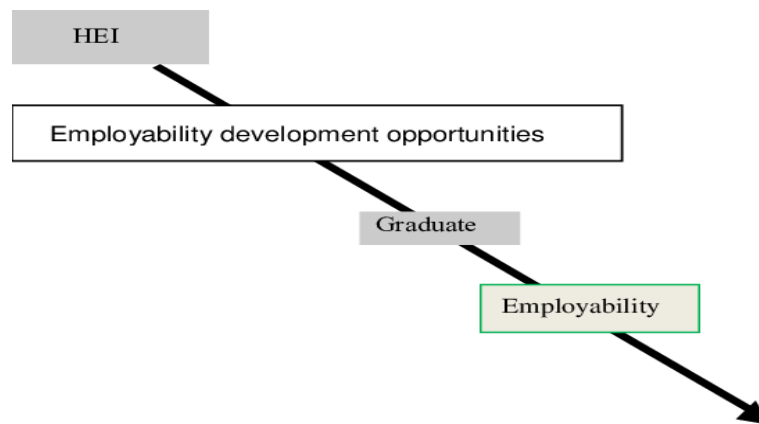 HEI
Employability development opportunities
Graduate
Employability